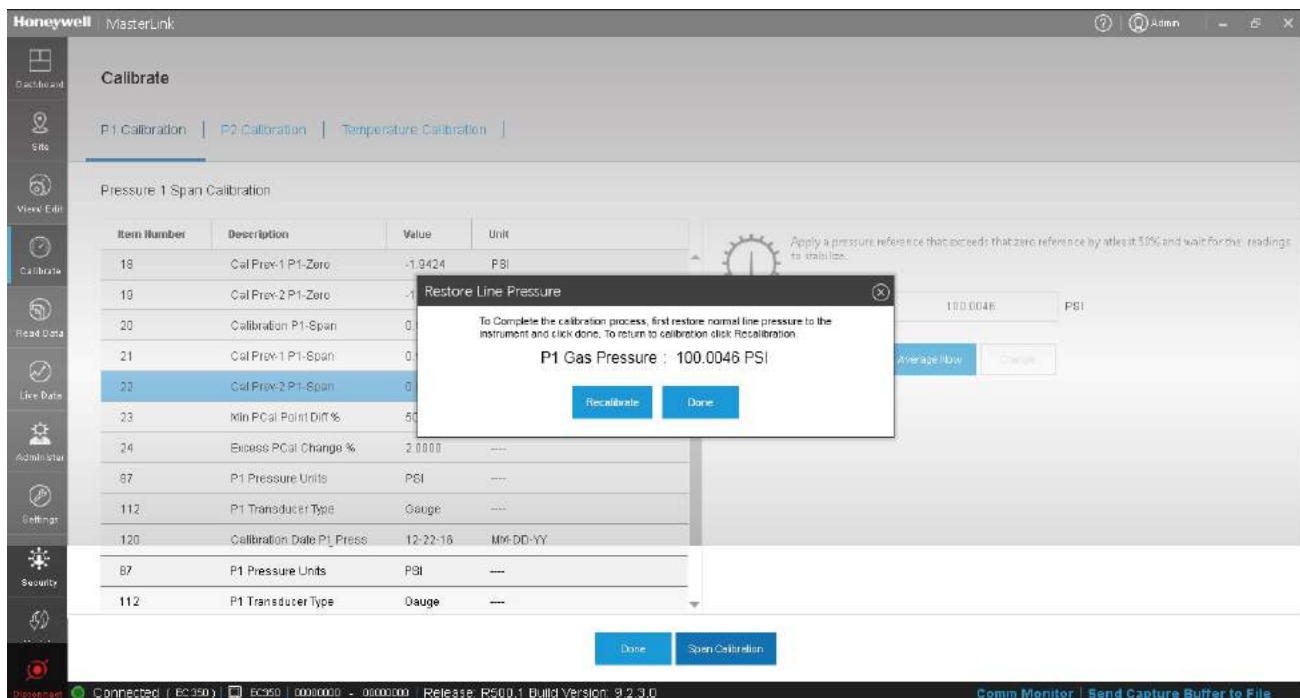 Honeywell | MasterLink
Admin
Dashboard
Calibrate
Site
P1 Calibration | P2 Calibration | Temperature Calibration |
View/ Edit
Pressure 1 Span Calibration
Item Number Description Value Unit
Apply a pressure reference that exceeds that zero reference by atleast 50% and wait for the readings
to stabilize.
Calibrate
18 Cal Prev-1 P1-Zero -1.9424 PSI
19 Cal Prev-2 P1-Zero
Restore Line Pressure
To Complete the calibration process, first restore normal line pressure to the
instrument and click done. To return to calibration click Recalibration.
P1 Gas Pressure : 100.0046 PSI
Recalibrate Done
100.0046 PSI
Average Now Change
Read Data
20 Calibration P1-Span
21 Cal Prev-1 P1-Span
Live Data
22 Cal Prev-2 P1-Span
23 Min PCal Point Diff %
Administer
24 Excess PCal Change % 2.0000 ----
87 P1 Pressure Units PSI ----
Settings
112 P1 Transducer Type Gauge ----
120 Calibration Date P1_Press 12-22-16 MM-DD-YY
Security
87 P1 Pressure Units PSI ----
112 P1 Transducer Type Gauge ----
Done Span Calibration
Disconnect
Connected ( EC350 ) | EC350 | 00000000 - 00000000 | Release: R500.1 Build Version: 9.2.3.0
Comm Monitor | Send Capture Buffer to File